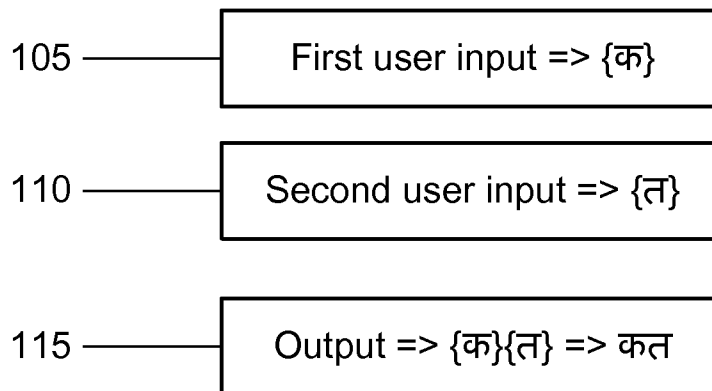 105 First user input => {क}
110 Second user input => {त}
115 Output => {क}{त} => कत